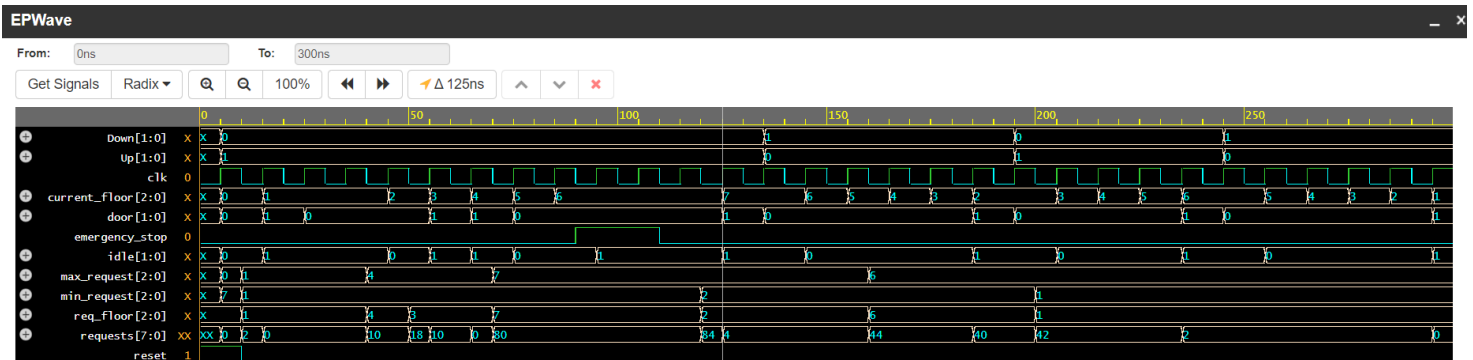 EPWave
From: 0ns To: 300ns
Get Signals Radix 100% Δ 125ns
0 50 100 150 200 250
Down[1:0] x x 0 1 0 1
Up[1:0] x x 1 0 1 0
clk 0
current_floor[2:0] x x 0 1 2 3 4 5 6 7 6 5 4 3 2 3 4 5 6 5 4 3 2 1
door[1:0] x x 0 1 0 1 1 0 1 0 1 0 1 0 1
emergency_stop 0
idle[1:0] x x 0 1 0 1 1 0 1 1 0 1 0 1 0 1
max_request[2:0] x x 0 1 4 7 6
min_request[2:0] x x 7 1 2 1
req_floor[2:0] x x 1 4 3 7 2 6 1
requests[7:0] xx xx 0 2 0 10 18 10 0 80 84 4 44 40 42 2 0
reset 1